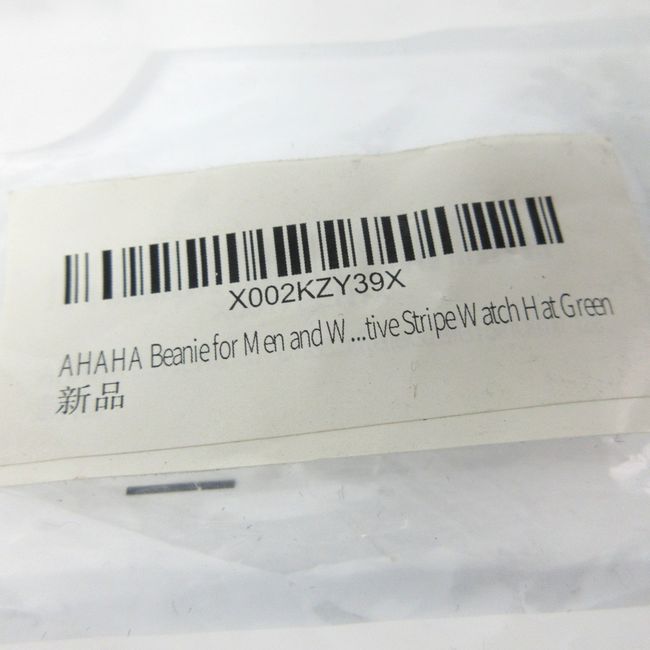 X002KZY39X
AHAHA Beanie for Men and W...tive Stripe Watch Hat Green
新品